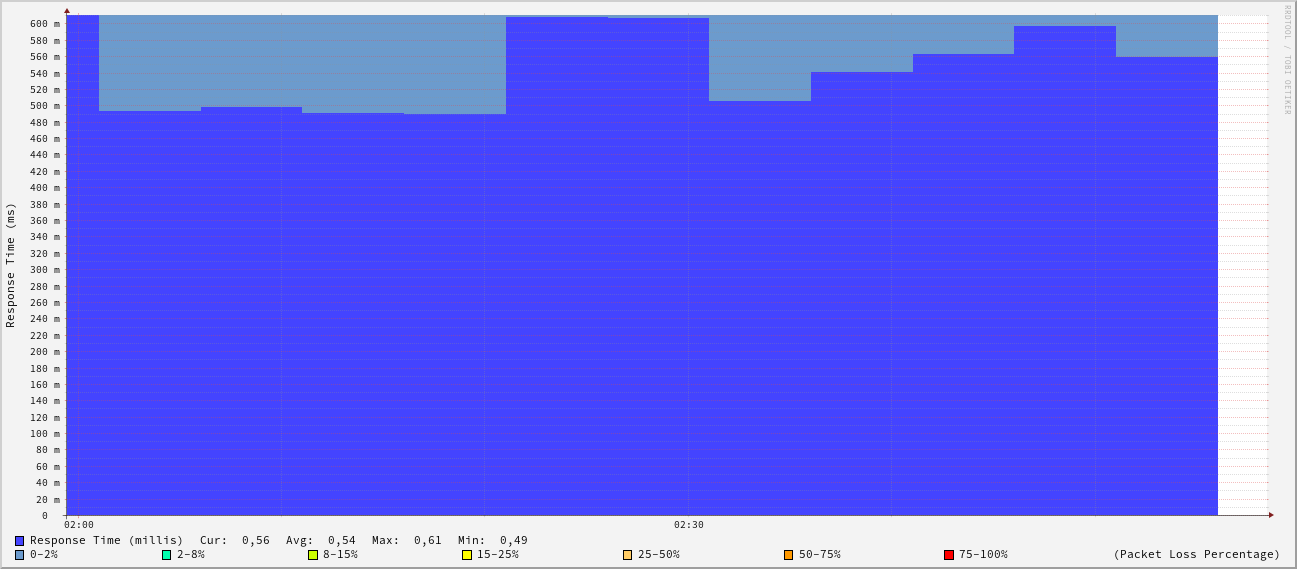 RRDTOOL / TOBI OETIKER
Response Time (ms)
600 m
580 m
560 m
540 m
520 m
500 m
480 m
460 m
440 m
420 m
400 m
380 m
360 m
340 m
320 m
300 m
280 m
260 m
240 m
220 m
200 m
180 m
160 m
140 m
120 m
100 m
80 m
60 m
40 m
20 m
0
02:00 02:30
Response Time (millis) Cur: 0,56 Avg: 0,54 Max: 0,61 Min: 0,49
0-2% 2-8% 8-15% 15-25% 25-50% 50-75% 75-100% (Packet Loss Percentage)